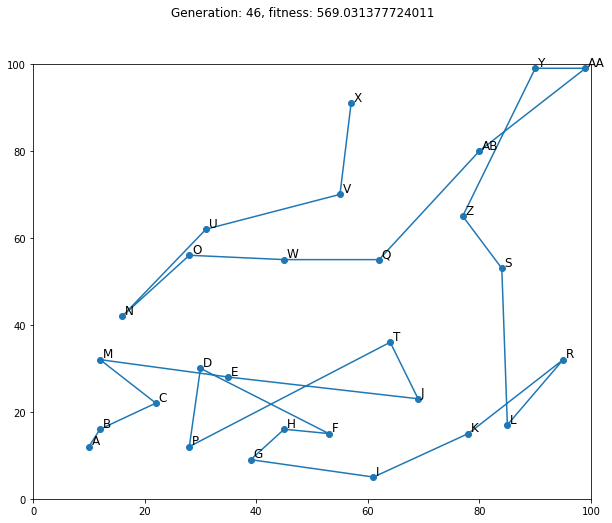 Generation: 46, fitness: 569.031377724011
100
Y
AA
X
80
AB
V
Z
U
60
O
W
Q
S
N
40
T
M
D
E
R
J
20
C
B
H
F
K
L
A
P
G
I
0
0
20
40
60
80
100